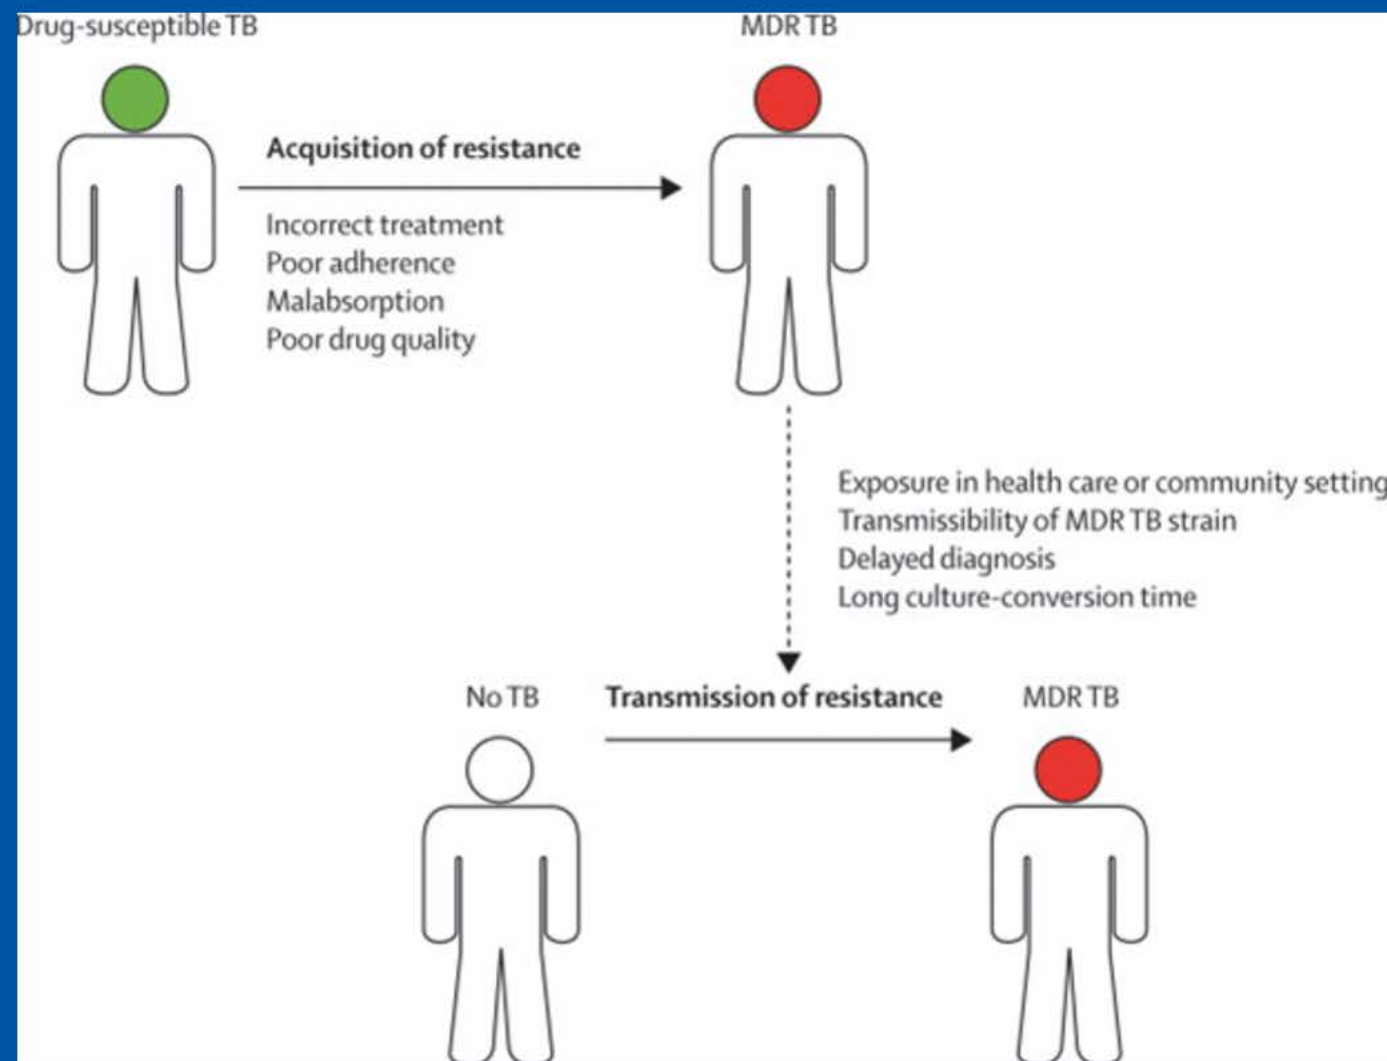 Drug-susceptible TB
MDR TB
Acquisition of resistance
Incorrect treatment
Poor adherence
Malabsorption
Poor drug quality
Exposure in health care or community setting
Transmissibility of MDR TB strain
Delayed diagnosis
Long culture-conversion time
No TB
Transmission of resistance
MDR TB